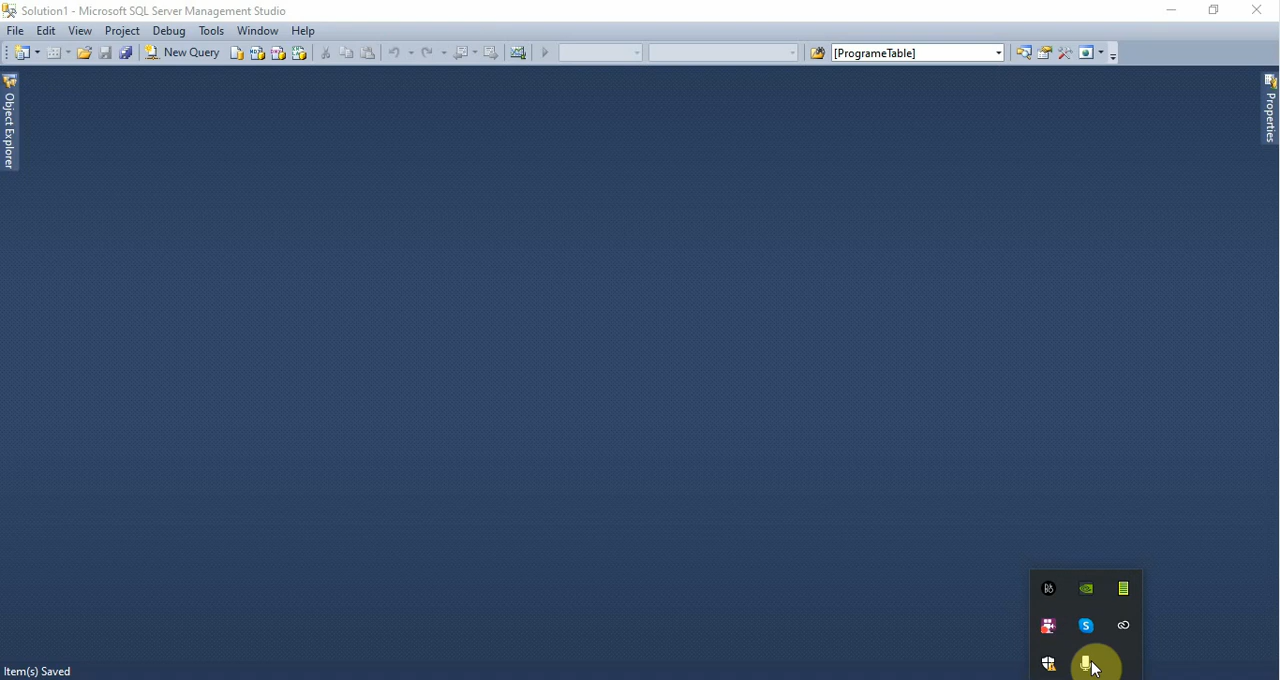 Solution1 - Microsoft SQL Server Management Studio
File Edit View Project Debug Tools Window Help
New Query [ProgrameTable]
Object Explorer
Properties
Item(s) Saved